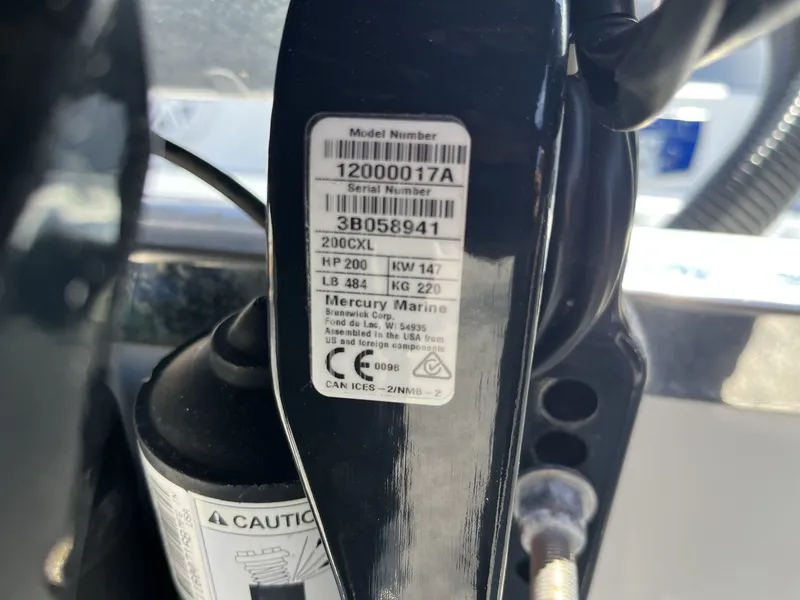 Model Number
12000017A
Serial Number
3B058941
200CXL
HP 200 KW 147
LB 484 KG 220
Mercury Marine
Brunswick Corp.
Fond du Lac, WI 54935
Assembled in the USA from
US and foreign components
CE 0098
CAN ICES-2/NMB-2
CAUTIO